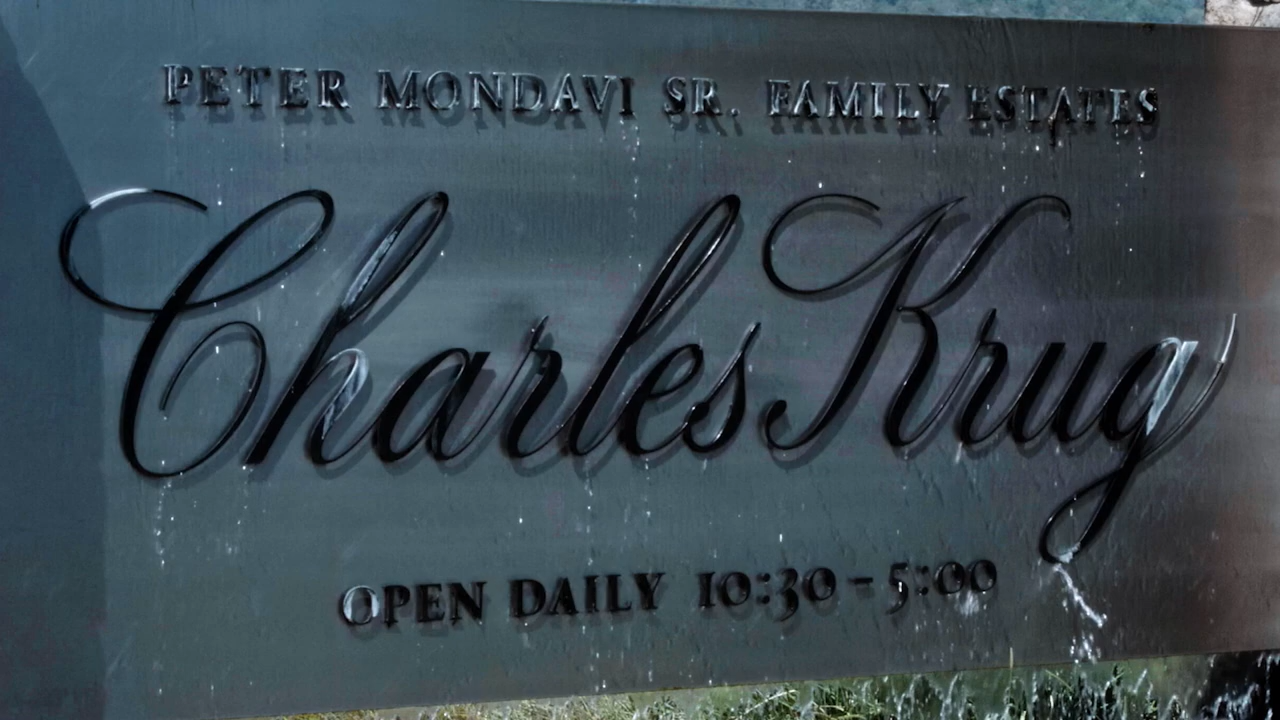 PETER MONDAVI SR. FAMILY ESTATES
Charles Krug
OPEN DAILY 10:30 - 5:00